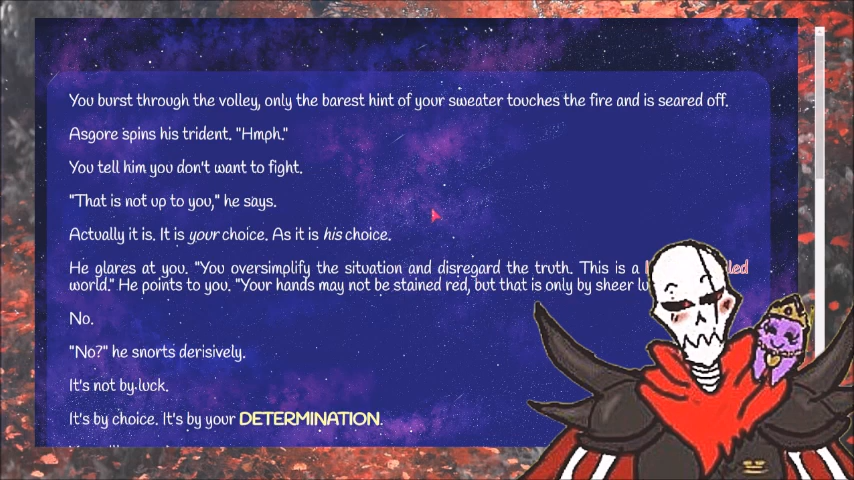 You burst through the volley, only the barest hint of your sweater touches the fire and is seared off.
Asgore spins his trident. "Hmph."
You tell him you don't want to fight.
"That is not up to you," he says.
Actually it is. It is your choice. As it is his choice.
He glares at you. "You oversimplify the situation and disregard the truth. This is a
world." He points to you. "Your hands may not be stained red, but that is only by sheer
No.
"No?" he snorts derisively.
It's not by luck.
It's by choice. It's by your DETERMINATION.